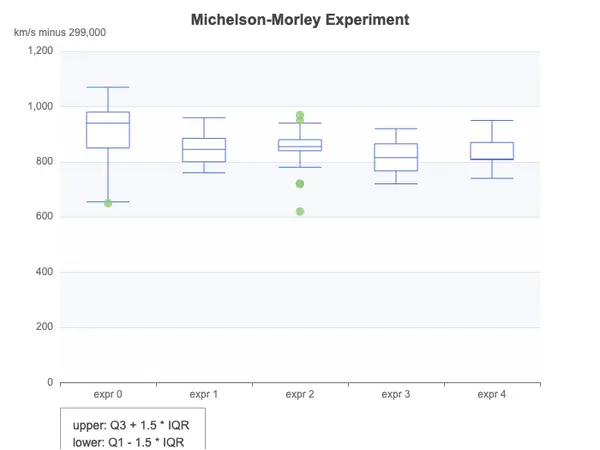 Michelson-Morley Experiment
km/s minus 299,000
1,200
1,000
800
600
400
200
0
expr 0 expr 1 expr 2 expr 3 expr 4
upper: Q3 + 1.5 * IQR
lower: Q1 - 1.5 * IQR